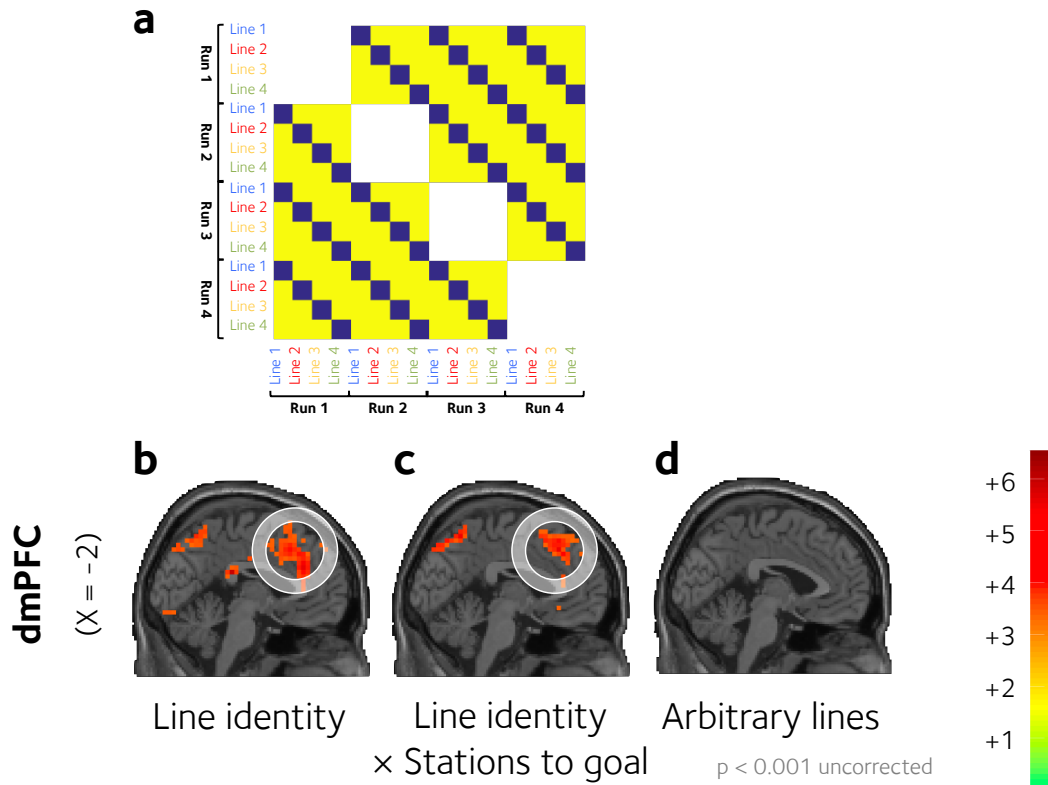 a
Run 1
Line 1
Line 2
Line 3
Line 4
Run 2
Line 1
Line 2
Line 3
Line 4
Run 3
Line 1
Line 2
Line 3
Line 4
Run 4
Line 1
Line 2
Line 3
Line 4
Line 1 Line 2 Line 3 Line 4 Line 1 Line 2 Line 3 Line 4 Line 1 Line 2 Line 3 Line 4 Line 1 Line 2 Line 3 Line 4
Run 1 Run 2 Run 3 Run 4
b c d
dmPFC
(X = -2)
Line identity
Line identity
× Stations to goal
Arbitrary lines
p < 0.001 uncorrected
+6
+5
+4
+3
+2
+1